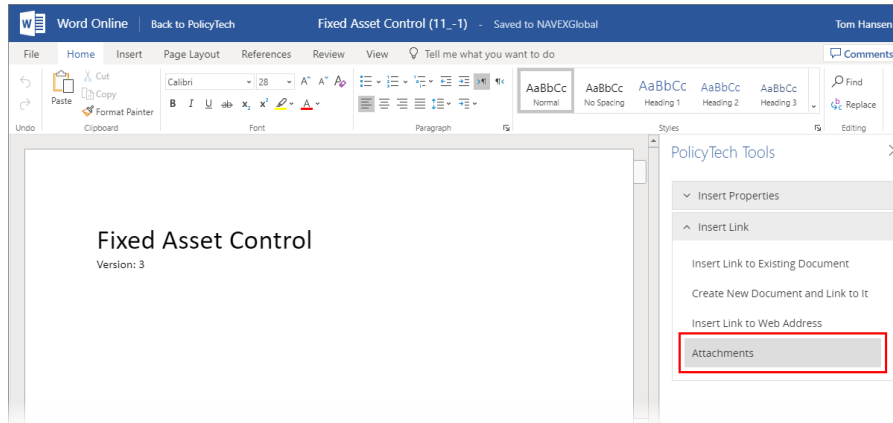 Word Online Back to PolicyTech Fixed Asset Control (11_-1) - Saved to NAVEXGlobal Tom Hansen
File Home Insert Page Layout References Review View Tell me what you want to do Comments
Cut
Copy
Format Painter
Paste
Calibri 28
B I U ab x₂ x² A
AaBbCc AaBbCc AaBbCc AaBbCc AaBbCc
Normal No Spacing Heading 1 Heading 2 Heading 3
Find
Replace
Undo Clipboard Font Paragraph Styles Editing
PolicyTech Tools
Insert Properties
Insert Link
Insert Link to Existing Document
Create New Document and Link to It
Insert Link to Web Address
Attachments
Fixed Asset Control
Version: 3